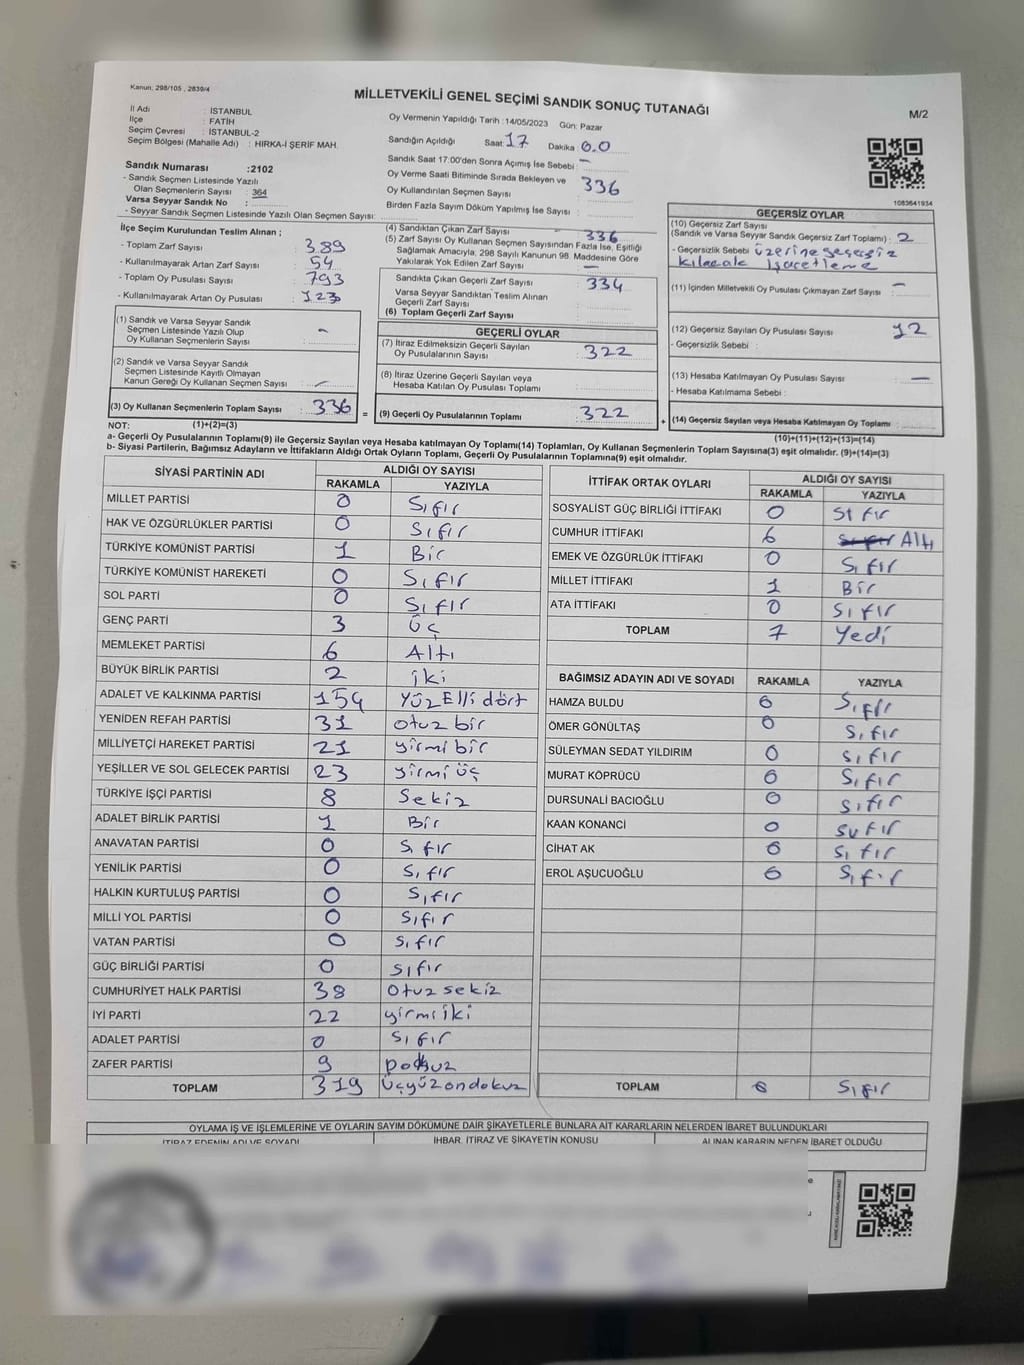 Kanun: 298/105 , 2839/4
MİLLETVEKİLİ GENEL SEÇİMİ SANDIK SONUÇ TUTANAĞI
M/2
İl Adı : İSTANBUL
İlçe : FATİH
Seçim Çevresi : İSTANBUL-2
Seçim Bölgesi (Mahalle Adı) : HIRKA-İ ŞERİF MAH.
Sandık Numarası :2102
- Sandık Seçmen Listesinde Yazılı
Olan Seçmenlerin Sayısı : 364
Varsa Seyyar Sandık No :
- Seyyar Sandık Seçmen Listesinde Yazılı Olan Seçmen Sayısı:
Oy Vermenin Yapıldığı Tarih :14/05/2023 Gün: Pazar
Sandığın Açıldığı Saat: 17 Dakika 0.0
Sandık Saat 17:00'den Sonra Açımış İse Sebebi : –
Oy Verme Saati Bitiminde Sırada Bekleyen ve
Oy Kullandırılan Seçmen Sayısı : 336
Birden Fazla Sayım Döküm Yapılmış İse Sayısı :
1083641934
İlçe Seçim Kurulundan Teslim Alınan ;
- Toplam Zarf Sayısı : 389
- Kullanılmayarak Artan Zarf Sayısı : 54
- Toplam Oy Pusulası Sayısı : 793
- Kullanılmayarak Artan Oy Pusulası : 123
(1) Sandık ve Varsa Seyyar Sandık
Seçmen Listesinde Yazılı Olup
Oy Kullanan Seçmenlerin Sayısı : –
(2) Sandık ve Varsa Seyyar Sandık
Seçmen Listesinde Kayıtlı Olmayan
Kanun Gereği Oy Kullanan Seçmen Sayısı : –
(3) Oy Kullanan Seçmenlerin Toplam Sayısı : 336 =
(4) Sandıktan Çıkan Zarf Sayısı : 336
(5) Zarf Sayısı Oy Kullanan Seçmen Sayısından Fazla İse, Eşitliği
Sağlamak Amacıyla, 298 Sayılı Kanunun 98. Maddesine Göre
Yakılarak Yok Edilen Zarf Sayısı : –
Sandıkta Çıkan Geçerli Zarf Sayısı : 334
Varsa Seyyar Sandıktan Teslim Alınan
Geçerli Zarf Sayısı :
(6) Toplam Geçerli Zarf Sayısı :
GEÇERLİ OYLAR
(7) İtiraz Edilmeksizin Geçerli Sayılan
Oy Pusulalarının Sayısı : 322
(8) İtiraz Üzerine Geçerli Sayılan veya
Hesaba Katılan Oy Pusulası Toplamı :
(9) Geçerli Oy Pusulalarının Toplamı : 322 +
GEÇERSİZ OYLAR
(10) Geçersiz Zarf Sayısı
(Sandık ve Varsa Seyyar Sandık Geçersiz Zarf Toplamı) : 2
- Geçersizlik Sebebi : üzerine geçersiz
kılacak işaretleme
(11) İçinden Milletvekili Oy Pusulası Çıkmayan Zarf Sayısı : –
(12) Geçersiz Sayılan Oy Pusulası Sayısı : 12
- Geçersizlik Sebebi :
(13) Hesaba Katılmayan Oy Pusulası Sayısı : –
- Hesaba Katılmama Sebebi :
(14) Geçersiz Sayılan veya Hesaba Katılmayan Oy Toplamı :
NOT: (1)+(2)=(3) (10)+(11)+(12)+(13)=(14)
a- Geçerli Oy Pusulalarının Toplamı(9) ile Geçersiz Sayılan veya Hesaba katılmayan Oy Toplamı(14) Toplamları, Oy Kullanan Seçmenlerin Toplam Sayısına(3) eşit olmalıdır. (9)+(14)=(3)
b- Siyasi Partilerin, Bağımsız Adayların ve İttifakların Aldığı Ortak Oyların Toplamı, Geçerli Oy Pusulalarının Toplamına(9) eşit olmalıdır.
SİYASİ PARTİNİN ADI ALDIĞI OY SAYISI
RAKAMLA YAZIYLA
MİLLET PARTİSİ 0 Sıfır
HAK VE ÖZGÜRLÜKLER PARTİSİ 0 Sıfır
TÜRKİYE KOMÜNİST PARTİSİ 1 Bir
TÜRKİYE KOMÜNİST HAREKETİ 0 Sıfır
SOL PARTİ 0 Sıfır
GENÇ PARTİ 3 Üç
MEMLEKET PARTİSİ 6 Altı
BÜYÜK BİRLİK PARTİSİ 2 iki
ADALET VE KALKINMA PARTİSİ 154 YüzElli dört
YENİDEN REFAH PARTİSİ 31 otuz bir
MİLLİYETÇİ HAREKET PARTİSİ 21 yirmi bir
YEŞİLLER VE SOL GELECEK PARTİSİ 23 yirmi üç
TÜRKİYE İŞÇİ PARTİSİ 8 Sekiz
ADALET BİRLİK PARTİSİ 1 Bir
ANAVATAN PARTİSİ 0 Sıfır
YENİLİK PARTİSİ 0 Sıfır
HALKIN KURTULUŞ PARTİSİ 0 Sıfır
MİLLİ YOL PARTİSİ 0 Sıfır
VATAN PARTİSİ 0 Sıfır
GÜÇ BİRLİĞİ PARTİSİ 0 Sıfır
CUMHURİYET HALK PARTİSİ 38 Otuz sekiz
İYİ PARTİ 22 yirmi iki
ADALET PARTİSİ 0 Sıfır
ZAFER PARTİSİ 9
TOPLAM 319 üçyüzondokuz
İTTİFAK ORTAK OYLARI ALDIĞI OY SAYISI
RAKAMLA YAZIYLA
SOSYALİST GÜÇ BİRLİĞİ İTTİFAKI 0 Sıfır
CUMHUR İTTİFAKI 6 Altı
EMEK VE ÖZGÜRLÜK İTTİFAKI 0 Sıfır
MİLLET İTTİFAKI 1 Bir
ATA İTTİFAKI 0 Sıfır
TOPLAM 7 Yedi
BAĞIMSIZ ADAYIN ADI VE SOYADI RAKAMLA YAZIYLA
HAMZA BULDU 0 Sıfır
ÖMER GÖNÜLTAŞ 0 Sıfır
SÜLEYMAN SEDAT YILDIRIM 0 Sıfır
MURAT KÖPRÜCÜ 0 Sıfır
DURSUNALİ BACIOĞLU 0 Sıfır
KAAN KONANCİ 0 Sıfır
CİHAT AK 0 Sıfır
EROL AŞUCUOĞLU 0 Sıfır
TOPLAM 0 Sıfır
OYLAMA İŞ VE İŞLEMLERİNE VE OYLARIN SAYIM DÖKÜMÜNE DAİR ŞİKAYETLERLE BUNLARA AİT KARARLARIN NELERDEN İBARET BULUNDUKLARI
İTİRAZ EDENİN ADI VE SOYADI İHBAR, İTİRAZ VE ŞİKAYETİN KONUSU ALINAN KARARIN NEDEN İBARET OLDUĞU